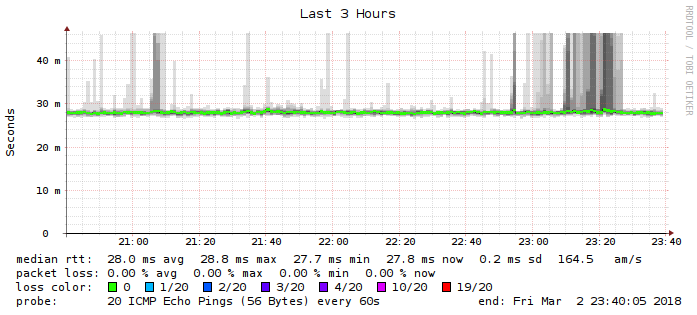 Last 3 Hours
RRDTOOL / TOBI OETIKER
Seconds
40 m
30 m
20 m
10 m
0
21:00 21:20 21:40 22:00 22:20 22:40 23:00 23:20 23:40
median rtt: 28.0 ms avg 28.8 ms max 27.7 ms min 27.8 ms now 0.2 ms sd 164.5 am/s
packet loss: 0.00 % avg 0.00 % max 0.00 % min 0.00 % now
loss color: 0 1/20 2/20 3/20 4/20 10/20 19/20
probe: 20 ICMP Echo Pings (56 Bytes) every 60s end: Fri Mar 2 23:40:05 2018